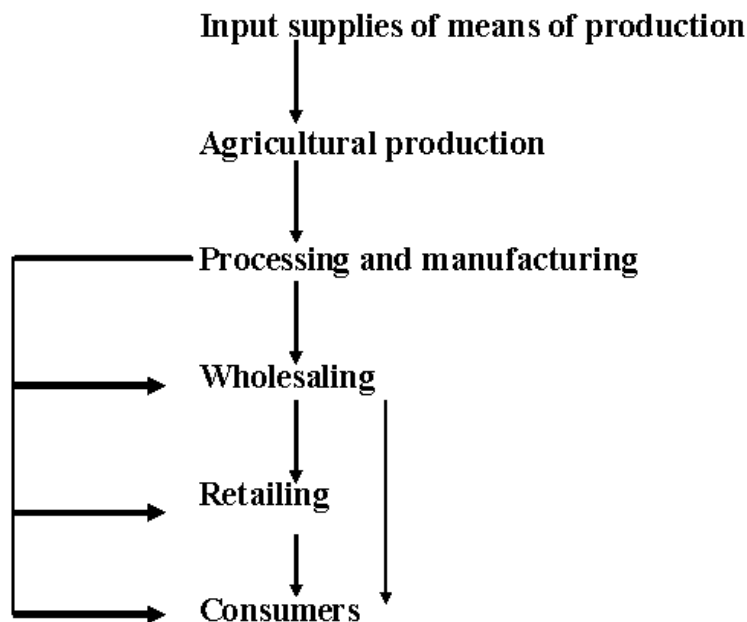 Input supplies of means of production
Agricultural production
Processing and manufacturing
Wholesaling
Retailing
Consumers